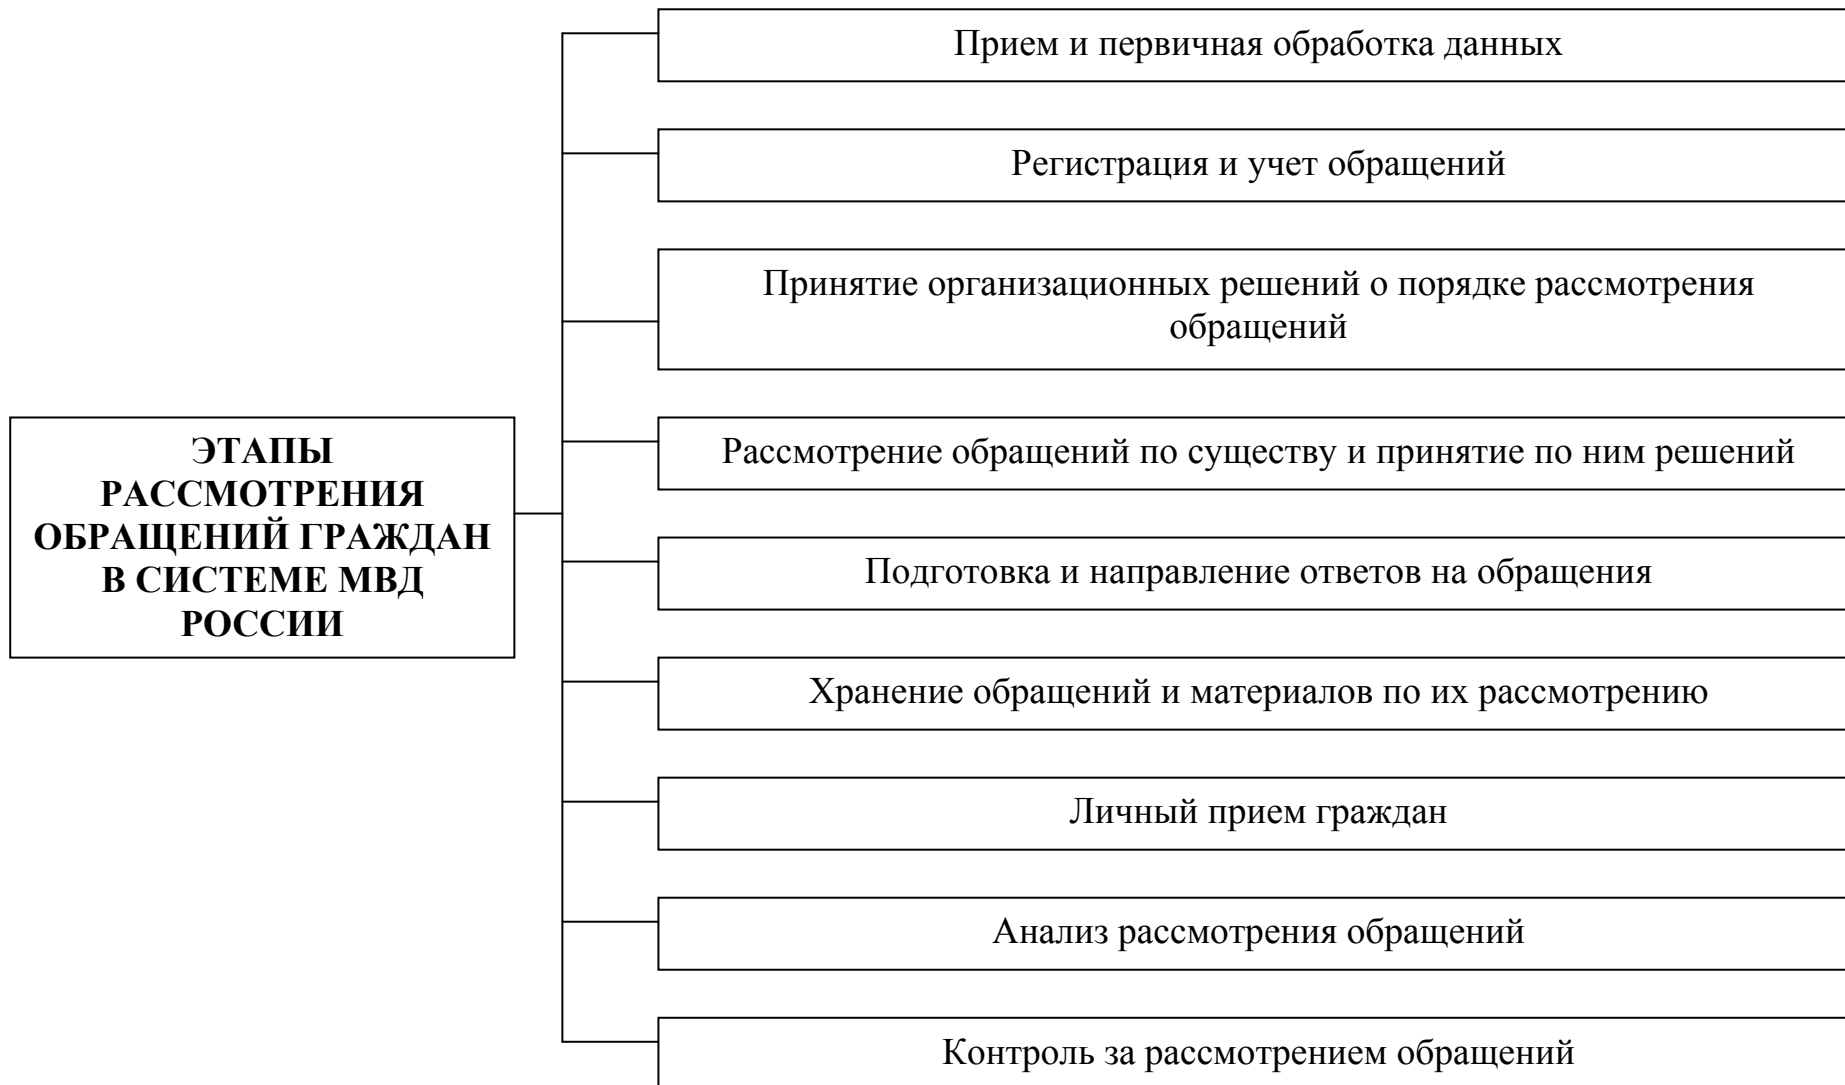 Прием и первичная обработка данных
Регистрация и учет обращений
Принятие организационных решений о порядке рассмотрения
обращений
ЭТАПЫ
РАССМОТРЕНИЯ
ОБРАЩЕНИЙ ГРАЖДАН
В СИСТЕМЕ МВД
РОССИИ
Рассмотрение обращений по существу и принятие по ним решений
Подготовка и направление ответов на обращения
Хранение обращений и материалов по их рассмотрению
Личный прием граждан
Анализ рассмотрения обращений
Контроль за рассмотрением обращений